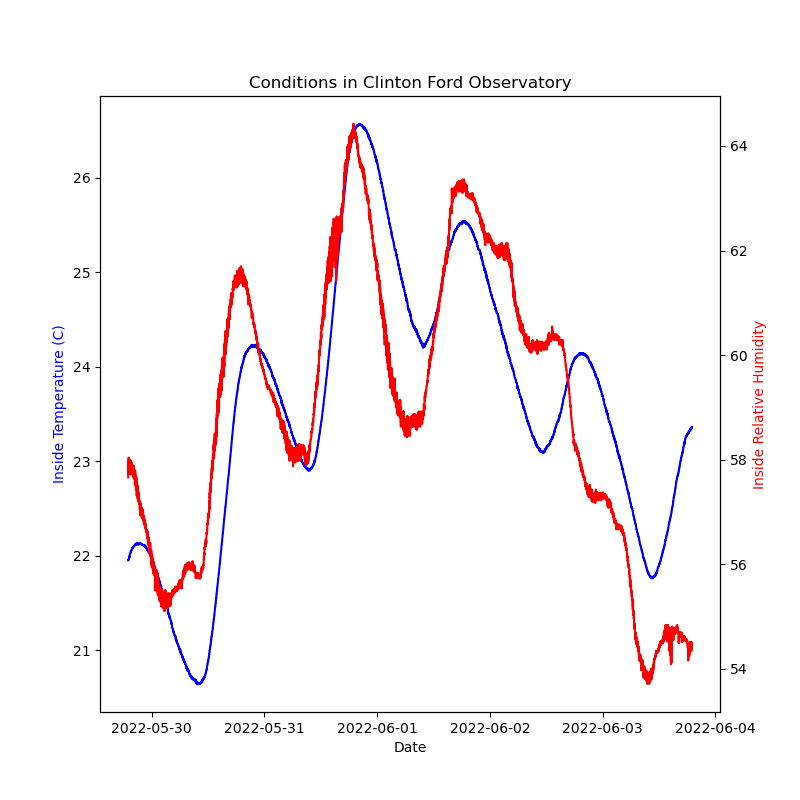 Conditions in Clinton Ford Observatory
Inside Temperature (C)
26
25
24
23
22
21
64
62
60
58
56
54
Inside Relative Humidity
2022-05-30 2022-05-31 2022-06-01 2022-06-02 2022-06-03 2022-06-04
Date